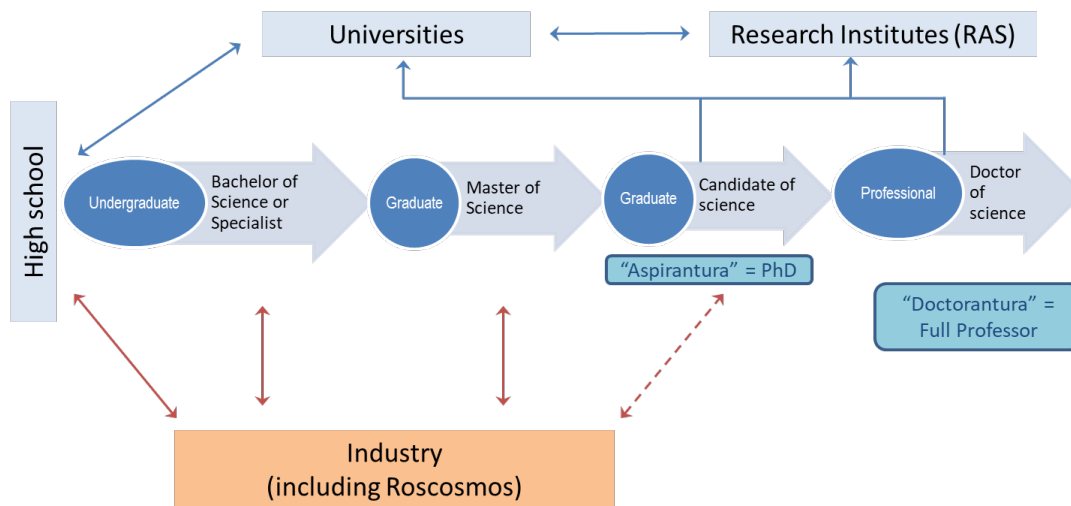 Universities
Research Institutes (RAS)
High school
Undergraduate
Bachelor of
Science or
Specialist
Graduate
Master of
Science
Graduate
Candidate of
science
Professional
Doctor
of
science
“Aspirantura” = PhD
“Doctorantura” =
Full Professor
Industry
(including Roscosmos)